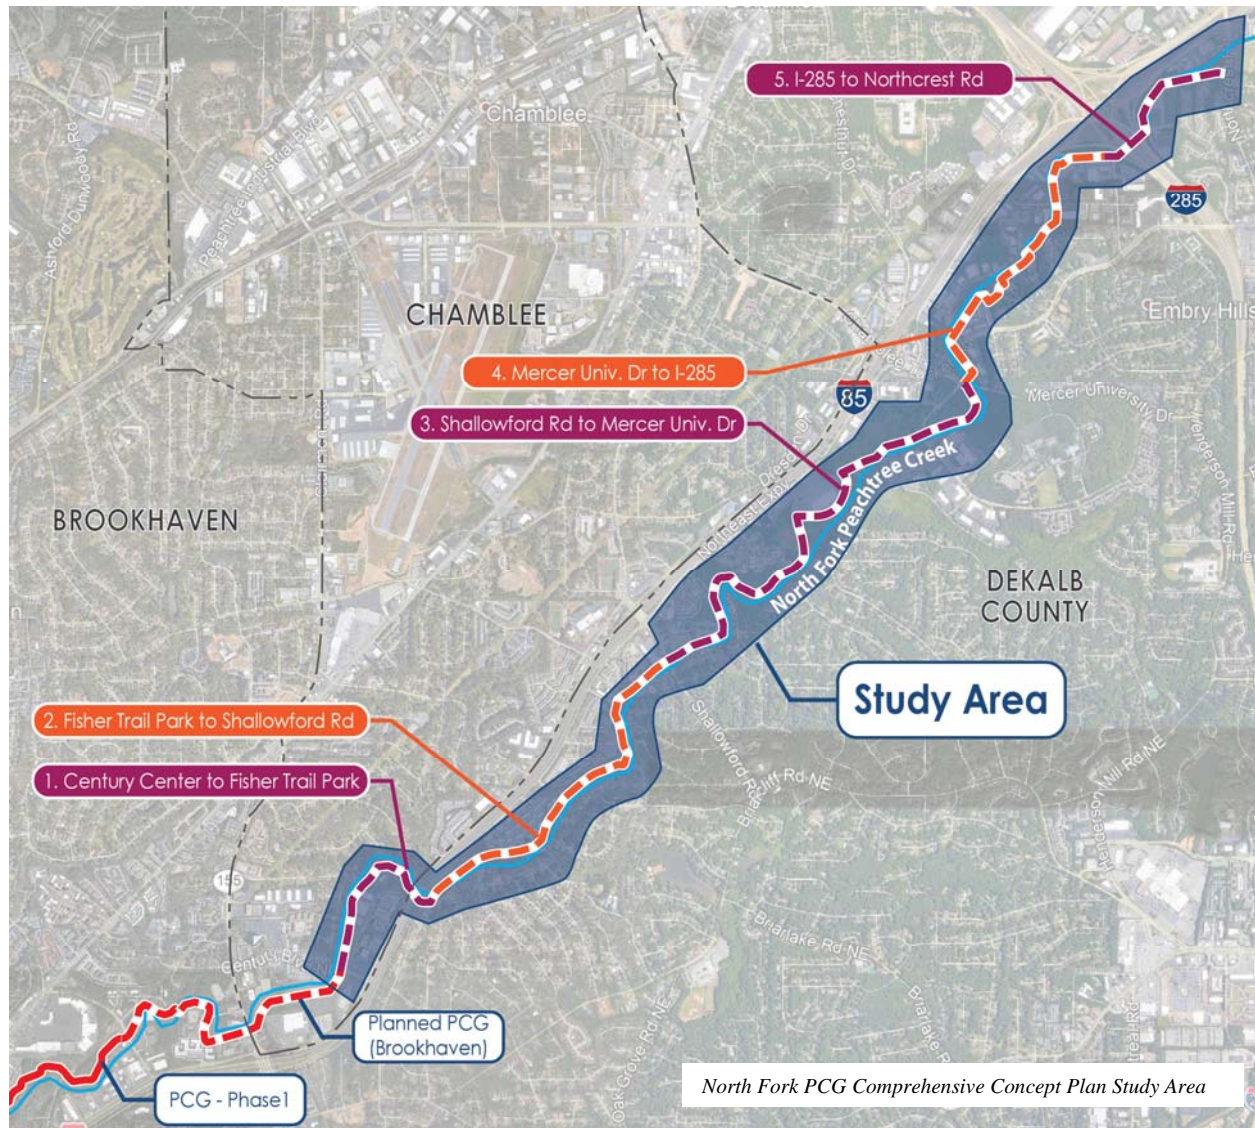 5. I-285 to Northcrest Rd
Chamblee
Peachtree Industrial Blvd
Ashford Dunwoody Rd
285
CHAMBLEE
Embry Hills
4. Mercer Univ. Dr to I-285
85
Mercer University Dr
3. Shallowford Rd to Mercer Univ. Dr
Henderson Mill Rd
Dresden Dr
North Fork Peachtree Creek
BROOKHAVEN
Northeast Expy
DEKALB
COUNTY
Study Area
2. Fisher Trail Park to Shallowford Rd
Shallowford Rd
Briarcliff Rd NE
Henderson Mill Rd NE
1. Century Center to Fisher Trail Park
155
Briarlake Rd NE
Planned PCG
(Brookhaven)
Oak Grove Rd NE
PCG - Phase1
North Fork PCG Comprehensive Concept Plan Study Area